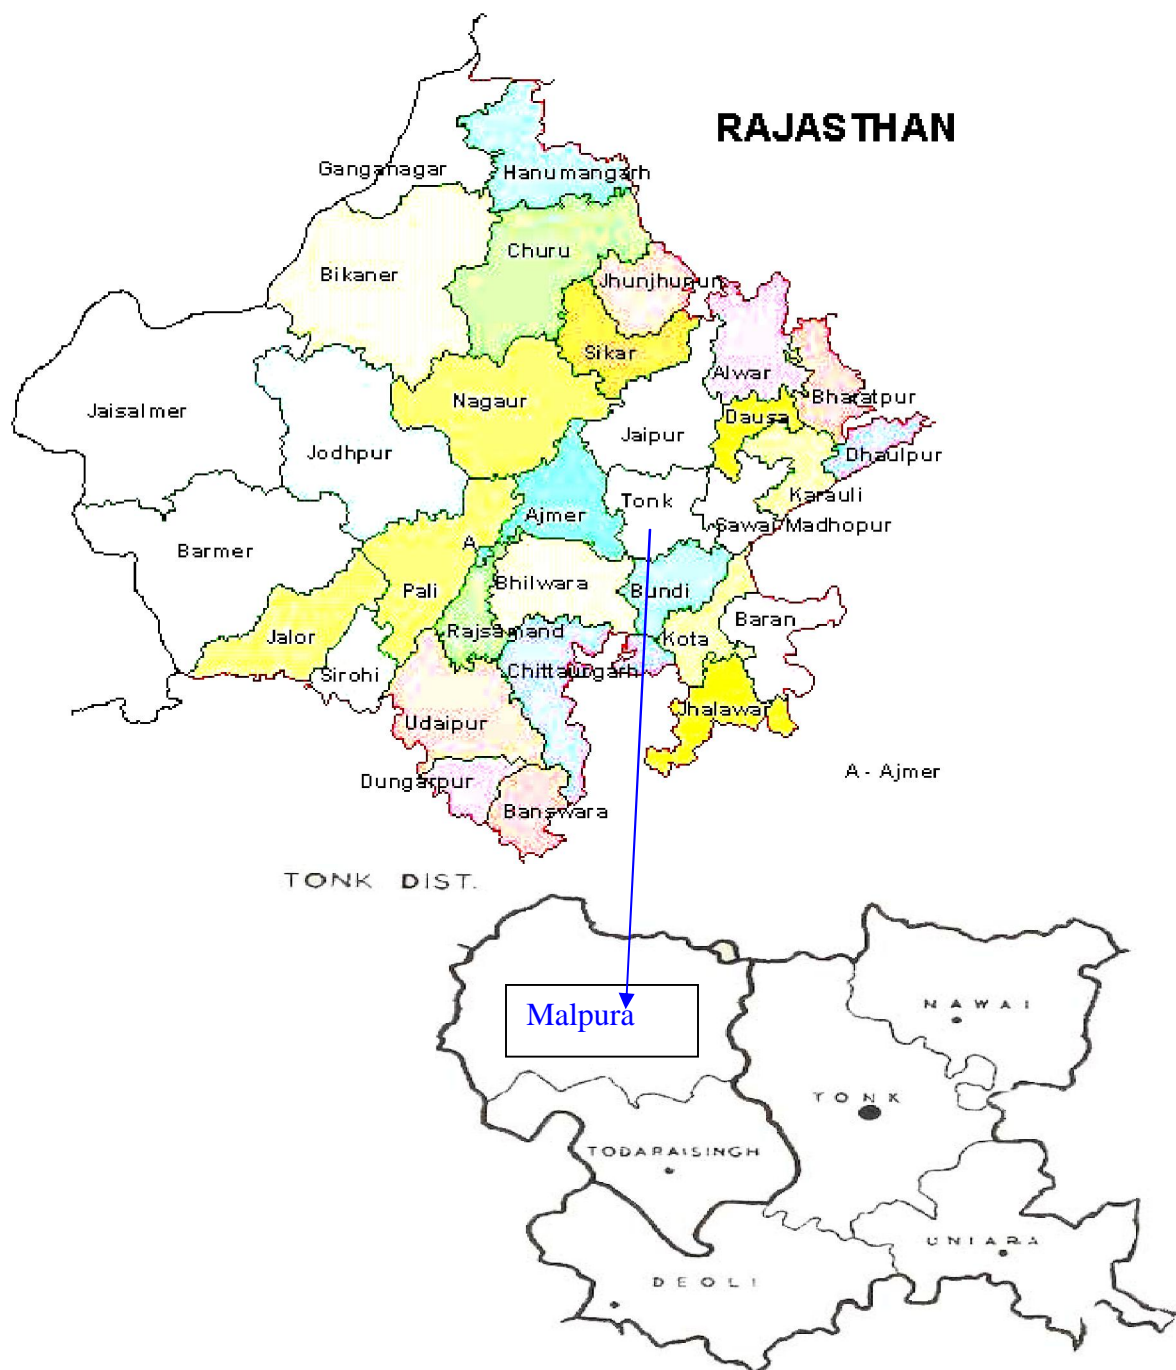 RAJASTHAN
Ganganagar
Hanumangarh
Churu
Bikaner
Jhunjhunun
Sikar
Alwar
Jaisalmer
Nagaur
Bharatpur
Dausa
Jaipur
Jodhpur
Dhaulpur
Karauli
Tonk
Ajmer
Sawai Madhopur
A
Barmer
Bhilwara
Pali
Bundi
Baran
Jalor
Rajsamand
Kota
Sirohi
Chittaurgarh
Jhalawar
Udaipur
A - Ajmer
Dungarpur
Banswara
TONK DIST.
NAWAI
Malpura
TONK
TODARAISINGH
UNIARA
DEOLI